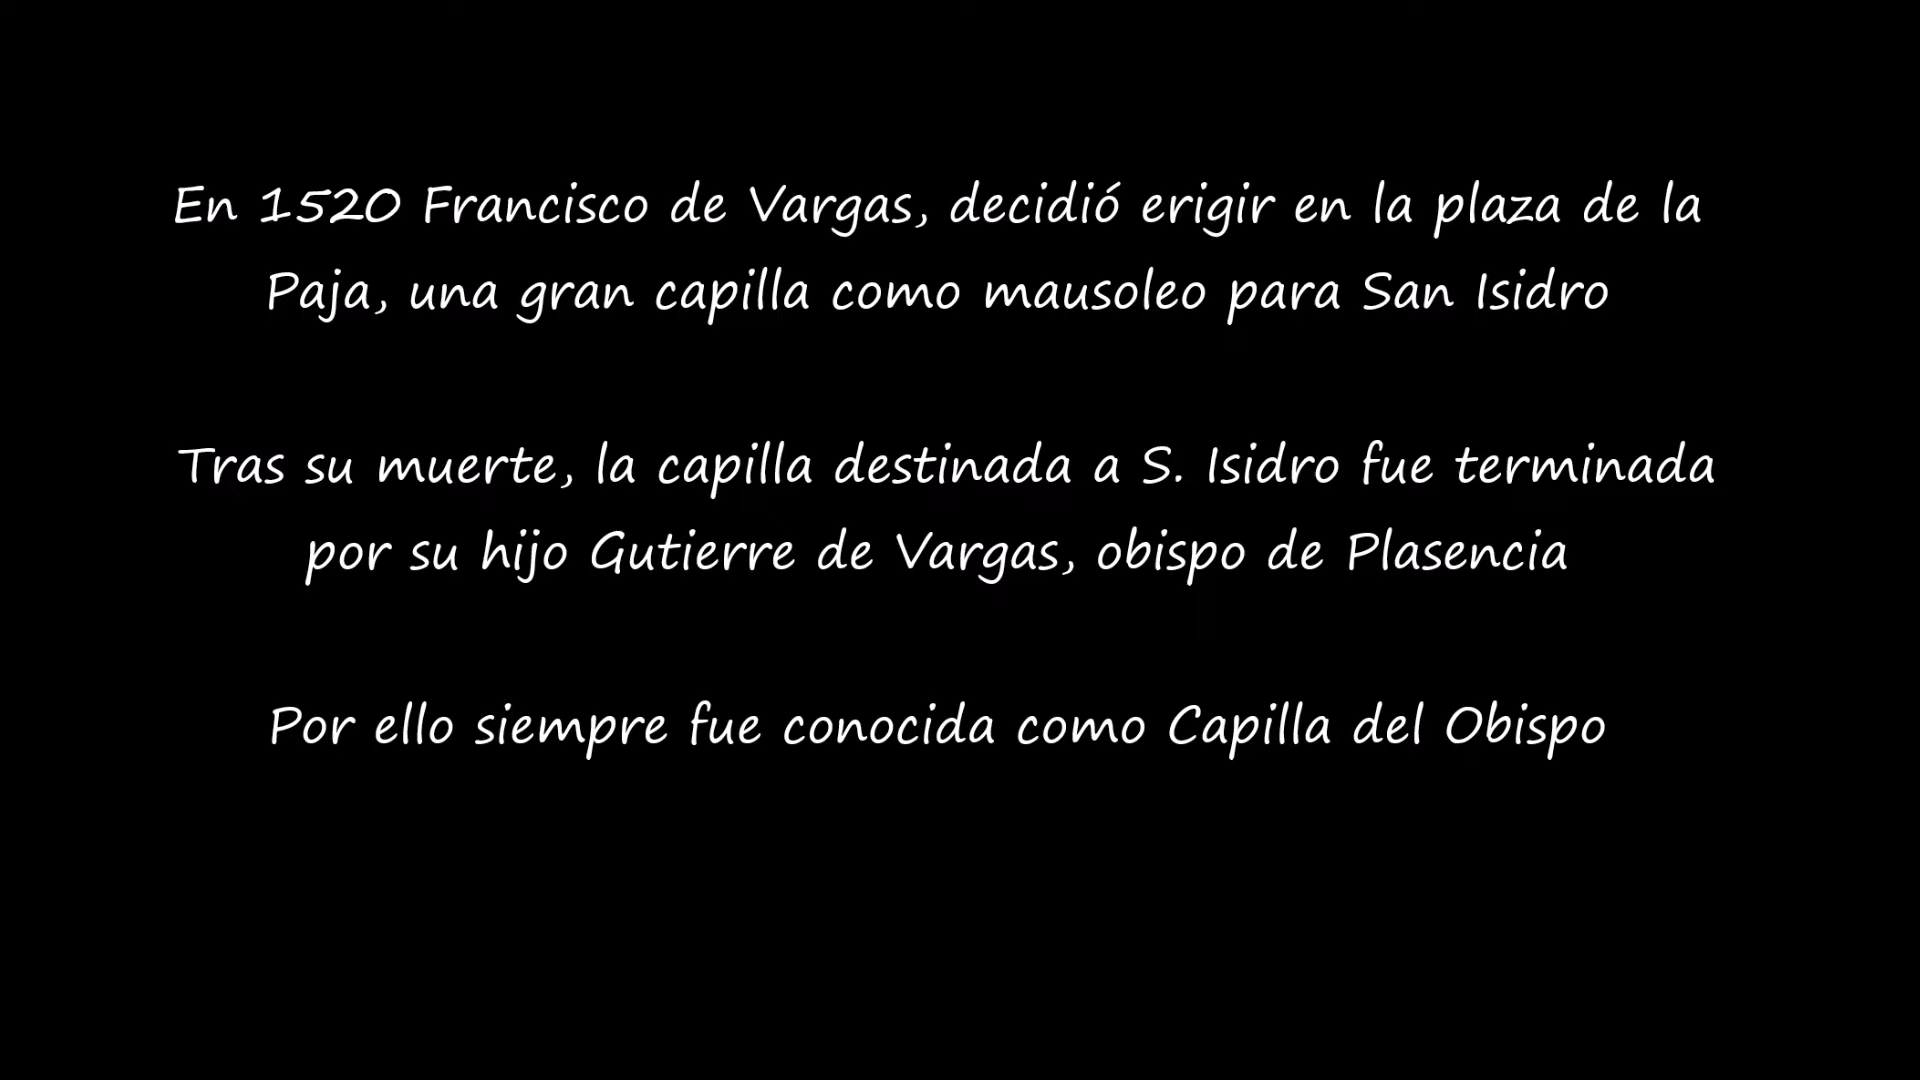 En 1520 Francisco de Vargas, decidió erigir en la plaza de la
Paja, una gran capilla como mausoleo para San Isidro
Tras su muerte, la capilla destinada a S. Isidro fue terminada
por su hijo Gutierre de Vargas, obispo de Plasencia
Por ello siempre fue conocida como Capilla del Obispo